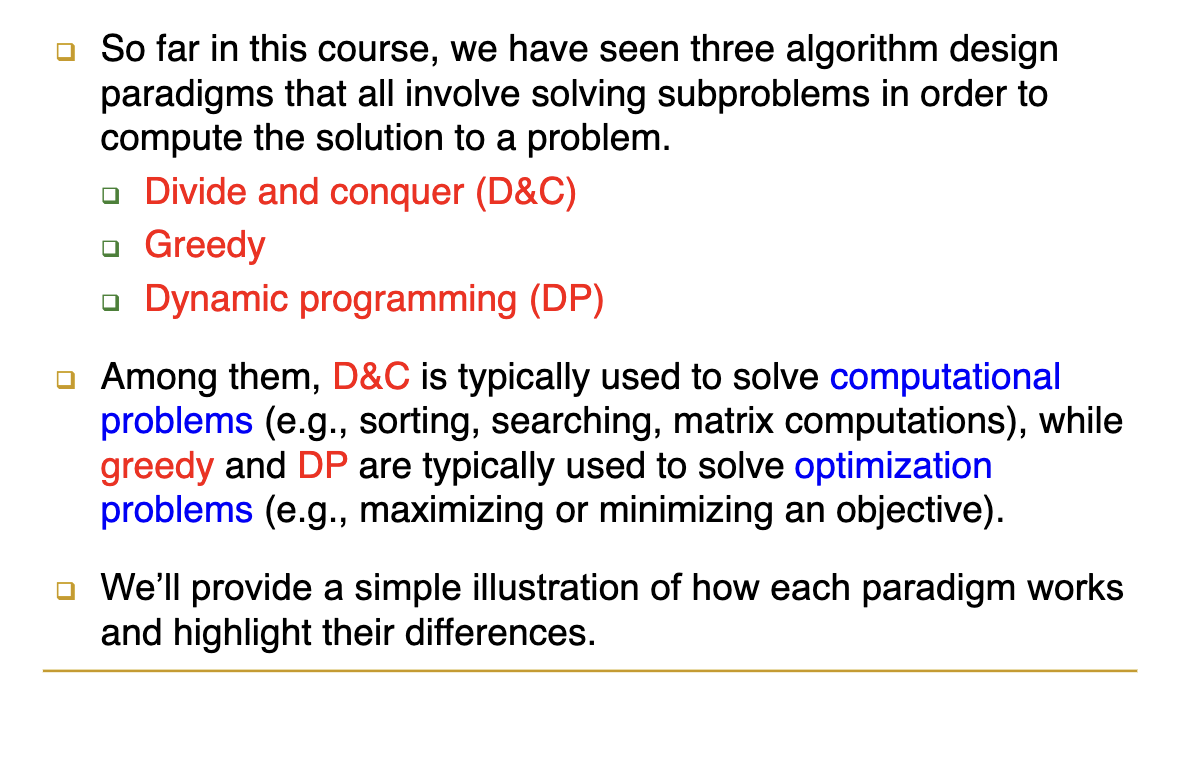 So far in this course, we have seen three algorithm design
paradigms that all involve solving subproblems in order to
compute the solution to a problem.
Divide and conquer (D&C)
Greedy
Dynamic programming (DP)
Among them, D&C is typically used to solve computational
problems (e.g., sorting, searching, matrix computations), while
greedy and DP are typically used to solve optimization
problems (e.g., maximizing or minimizing an objective).
We’ll provide a simple illustration of how each paradigm works
and highlight their differences.